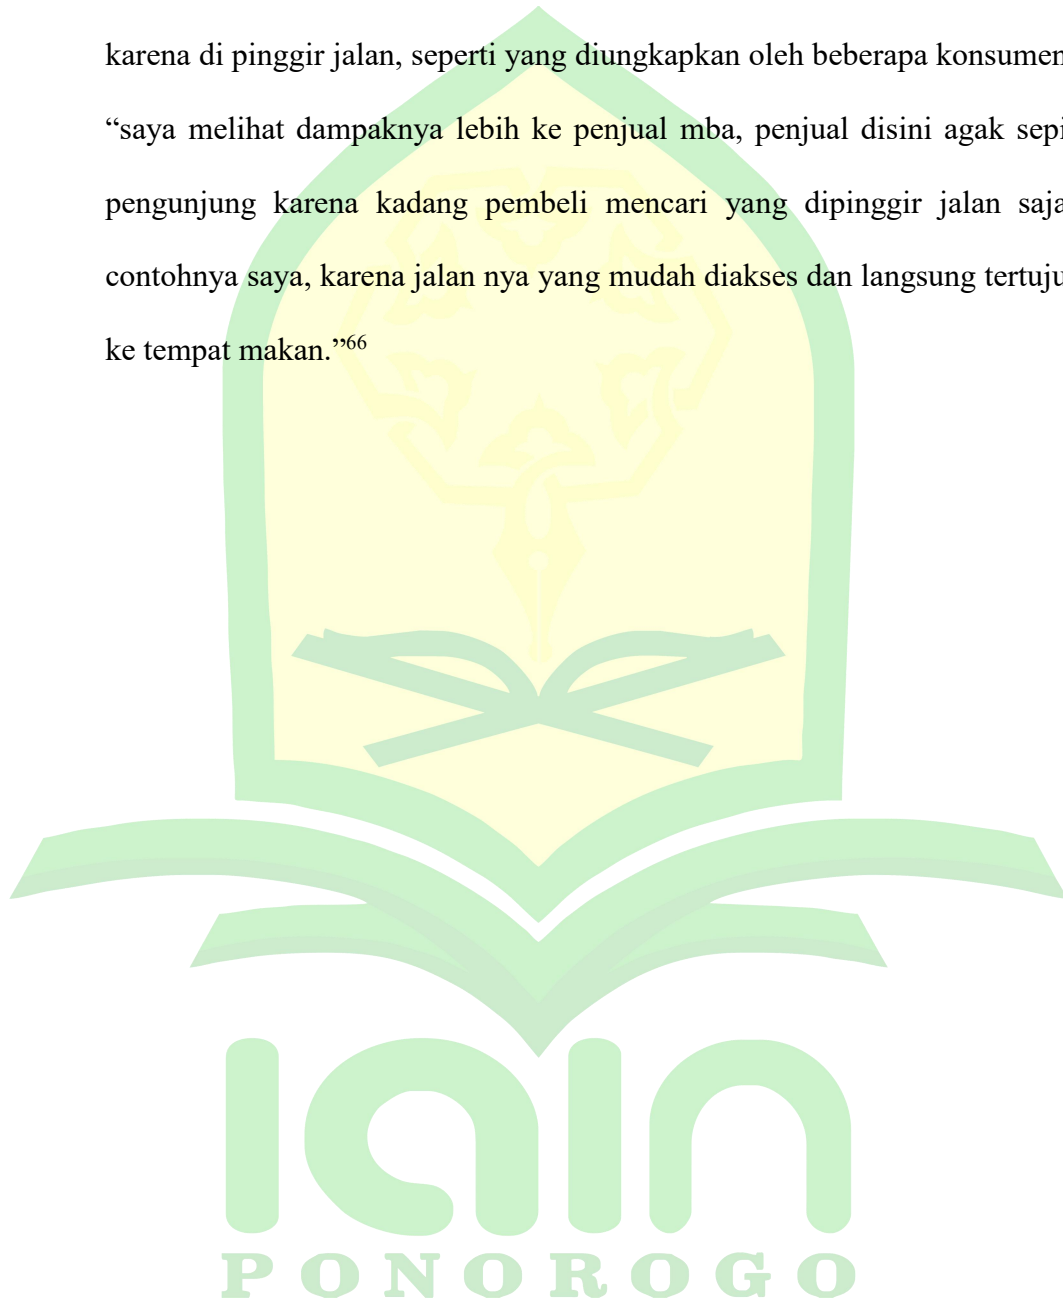 karena di pinggir jalan, seperti yang diungkapkan oleh beberapa konsumen
“saya melihat dampaknya lebih ke penjual mba, penjual disini agak sepi
pengunjung karena kadang pembeli mencari yang dipinggir jalan saja
contohnya saya, karena jalan nya yang mudah diakses dan langsung tertuju
ke tempat makan.”66
IAIN
PONOROGO